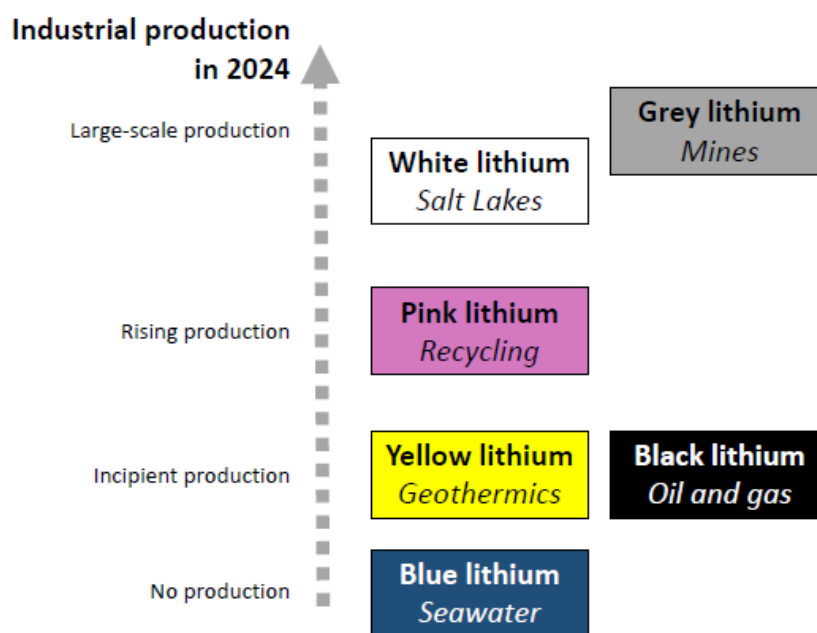 Industrial production
in 2024
Large-scale production
Grey lithium
Mines
White lithium
Salt Lakes
Rising production
Pink lithium
Recycling
Incipient production
Yellow lithium
Geothermics
Black lithium
Oil and gas
No production
Blue lithium
Seawater